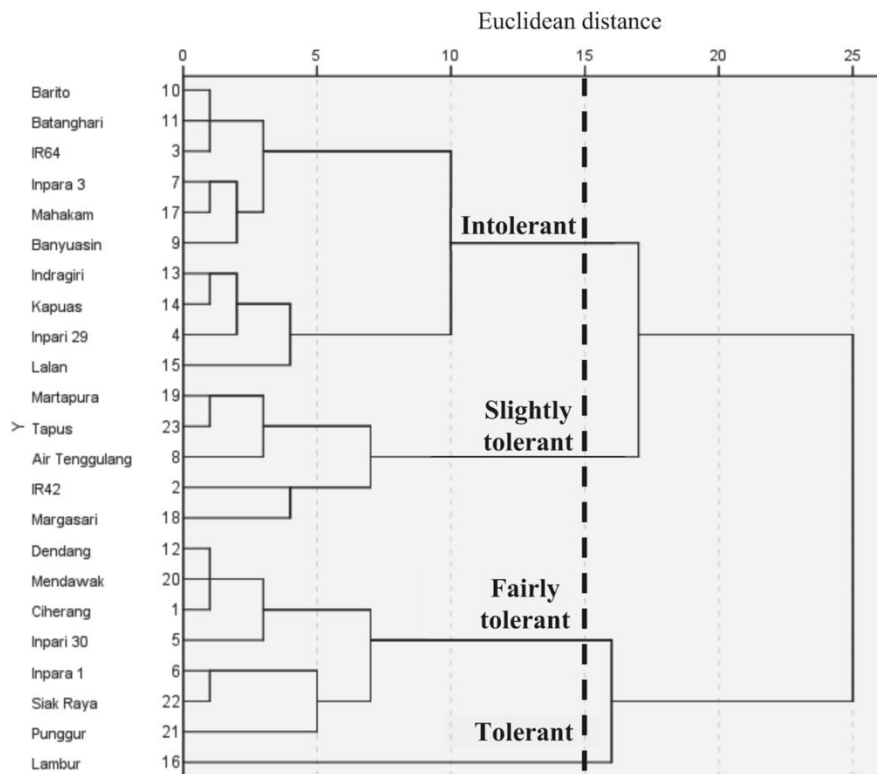 Euclidean distance
0 5 10 15 20 25
Barito 10
Batanghari 11
IR64 3
Inpara 3 7
Mahakam 17
Banyuasin 9
Intolerant
Indragiri 13
Kapuas 14
Inpari 29 4
Lalan 15
Martapura 19
Slightly
Y Tapus 23
tolerant
Air Tenggulang 8
IR42 2
Margasari 18
Dendang 12
Mendawak 20
Fairly
Ciherang 1
tolerant
Inpari 30 5
Inpara 1 6
Siak Raya 22
Punggur 21
Tolerant
Lambur 16